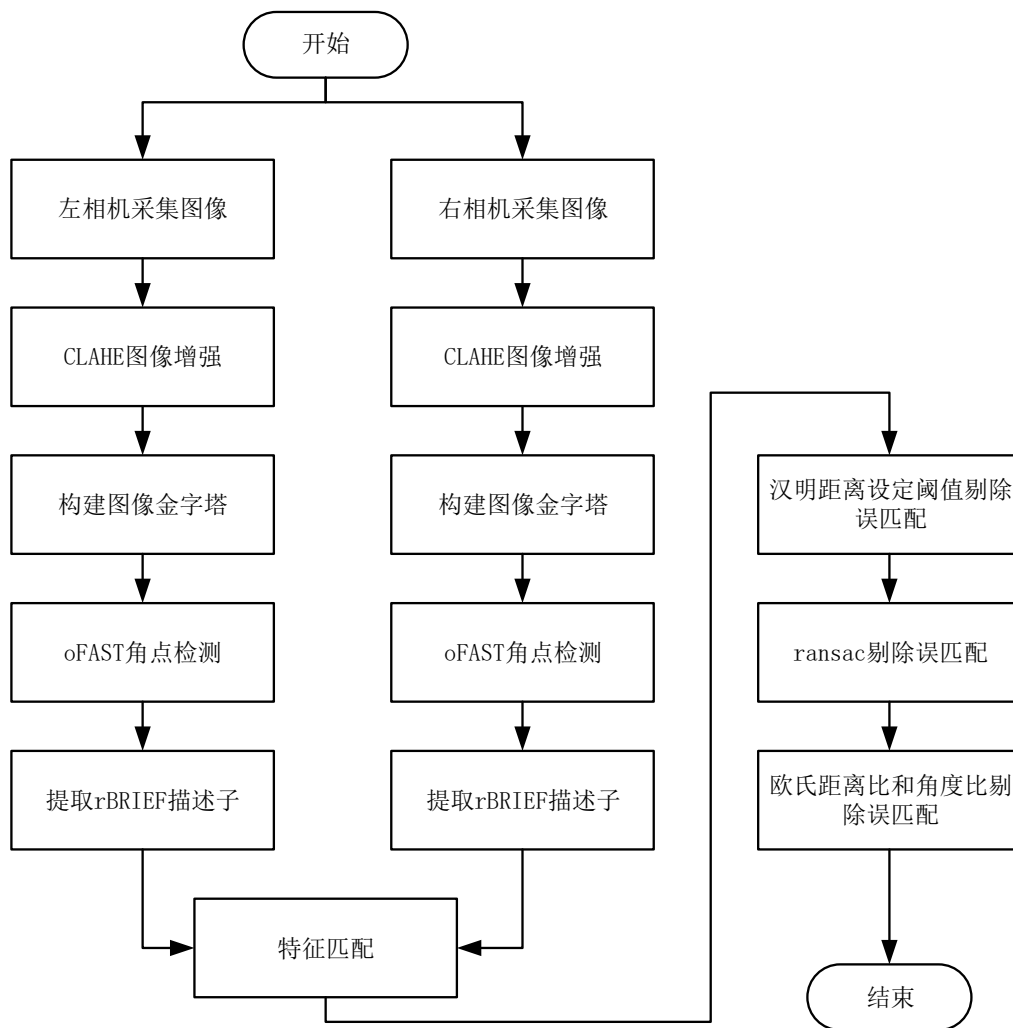 开始
左相机采集图像
右相机采集图像
CLAHE图像增强
CLAHE图像增强
构建图像金字塔
构建图像金字塔
oFAST角点检测
oFAST角点检测
提取rBRIEF描述子
提取rBRIEF描述子
特征匹配
汉明距离设定阈值剔除
误匹配
ransac剔除误匹配
欧氏距离比和角度比剔
除误匹配
结束